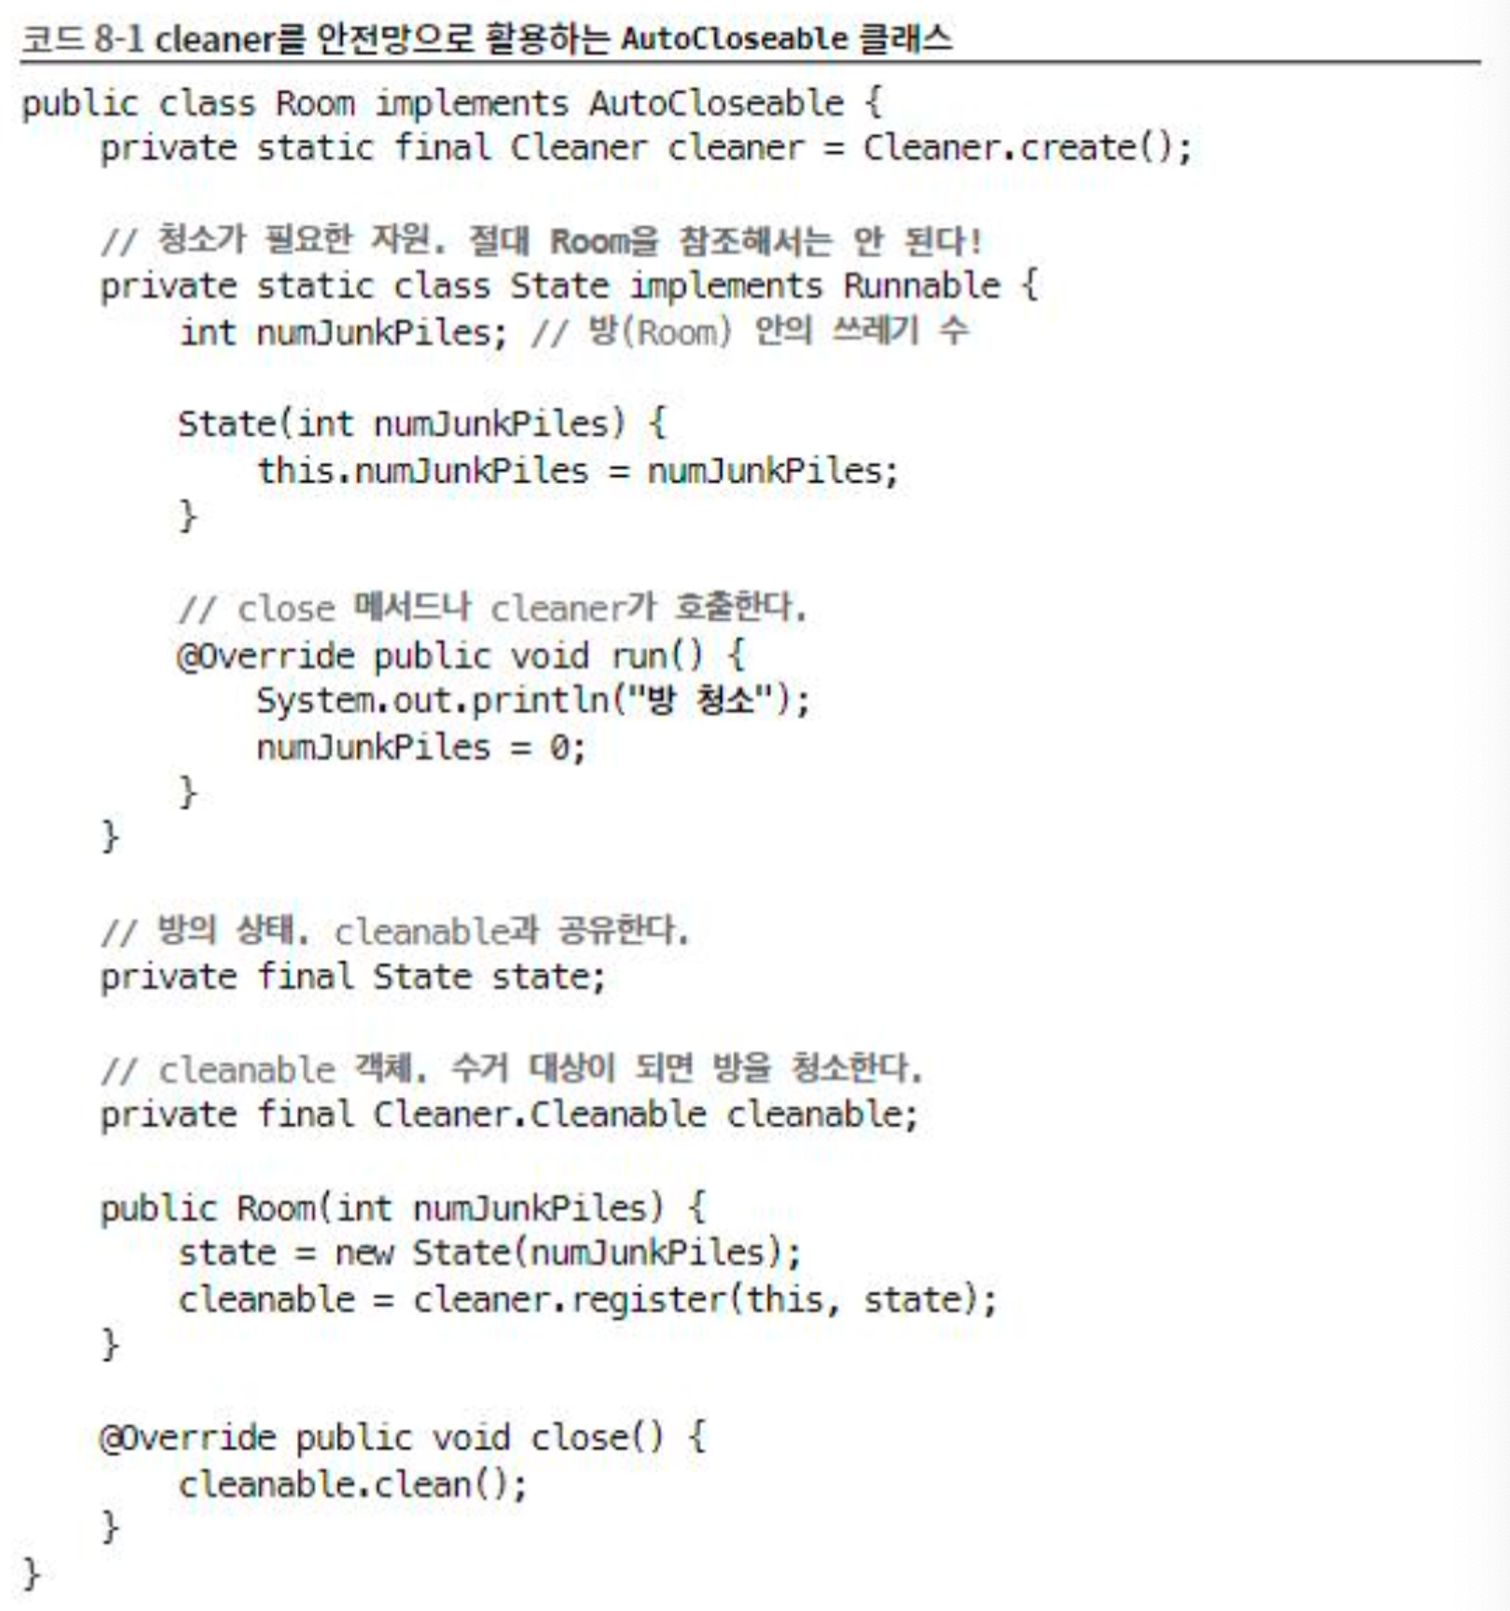 코드 8-1 cleaner를 안전망으로 활용하는 AutoCloseable 클래스
public class Room implements AutoCloseable {
    private static final Cleaner cleaner = Cleaner.create();

    // 청소가 필요한 자원. 절대 Room을 참조해서는 안 된다!
    private static class State implements Runnable {
        int numJunkPiles; // 방(Room) 안의 쓰레기 수

        State(int numJunkPiles) {
            this.numJunkPiles = numJunkPiles;
        }

        // close 메서드나 cleaner가 호출한다.
        @Override public void run() {
            System.out.println("방 청소");
            numJunkPiles = 0;
        }
    }

    // 방의 상태. cleanable과 공유한다.
    private final State state;

    // cleanable 객체. 수거 대상이 되면 방을 청소한다.
    private final Cleaner.Cleanable cleanable;

    public Room(int numJunkPiles) {
        state = new State(numJunkPiles);
        cleanable = cleaner.register(this, state);
    }

    @Override public void close() {
        cleanable.clean();
    }
}